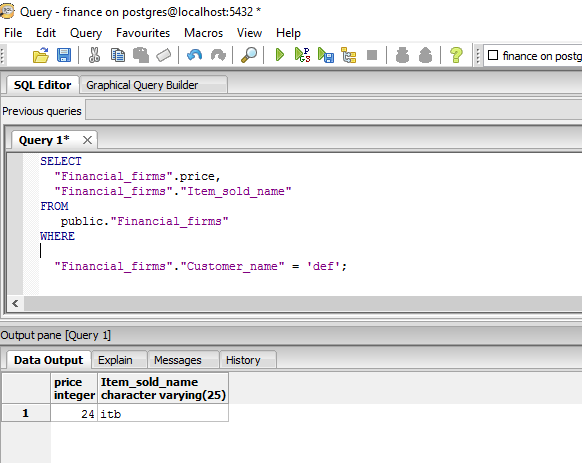 Query - finance on postgres@localhost:5432 *
File Edit Query Favourites Macros View Help
finance on postg
SQL Editor Graphical Query Builder
Previous queries
Query 1*
SELECT
"Financial_firms".price,
"Financial_firms"."Item_sold_name"
FROM
public."Financial_firms"
WHERE
"Financial_firms"."Customer_name" = 'def';
Output pane [Query 1]
Data Output Explain Messages History
price Item_sold_name
integer character varying(25)
1 24 itb